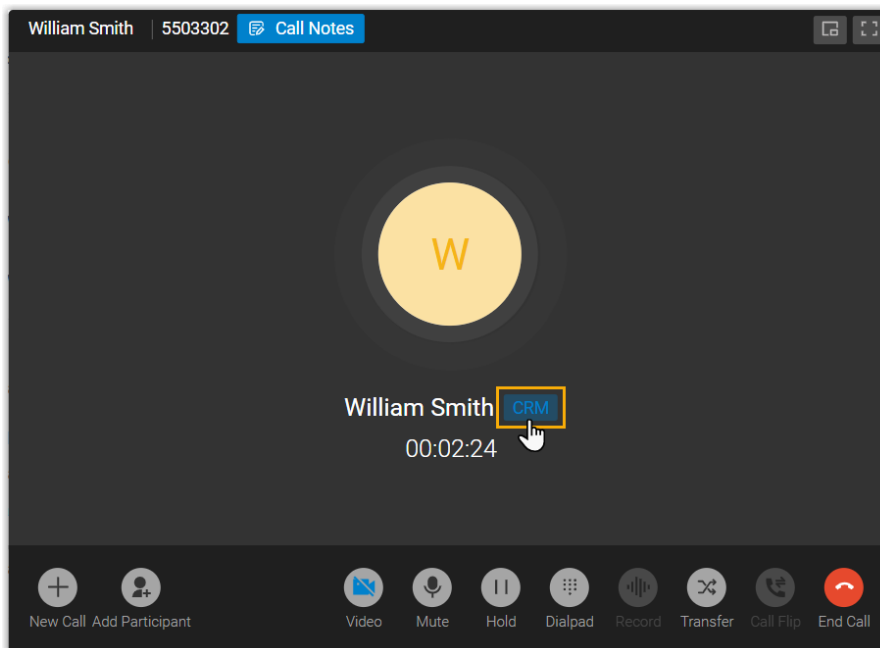 William Smith | 5503302 Call Notes
W
William Smith CRM
00:02:24
New Call Add Participant Video Mute Hold Dialpad Record Transfer Call Flip End Call